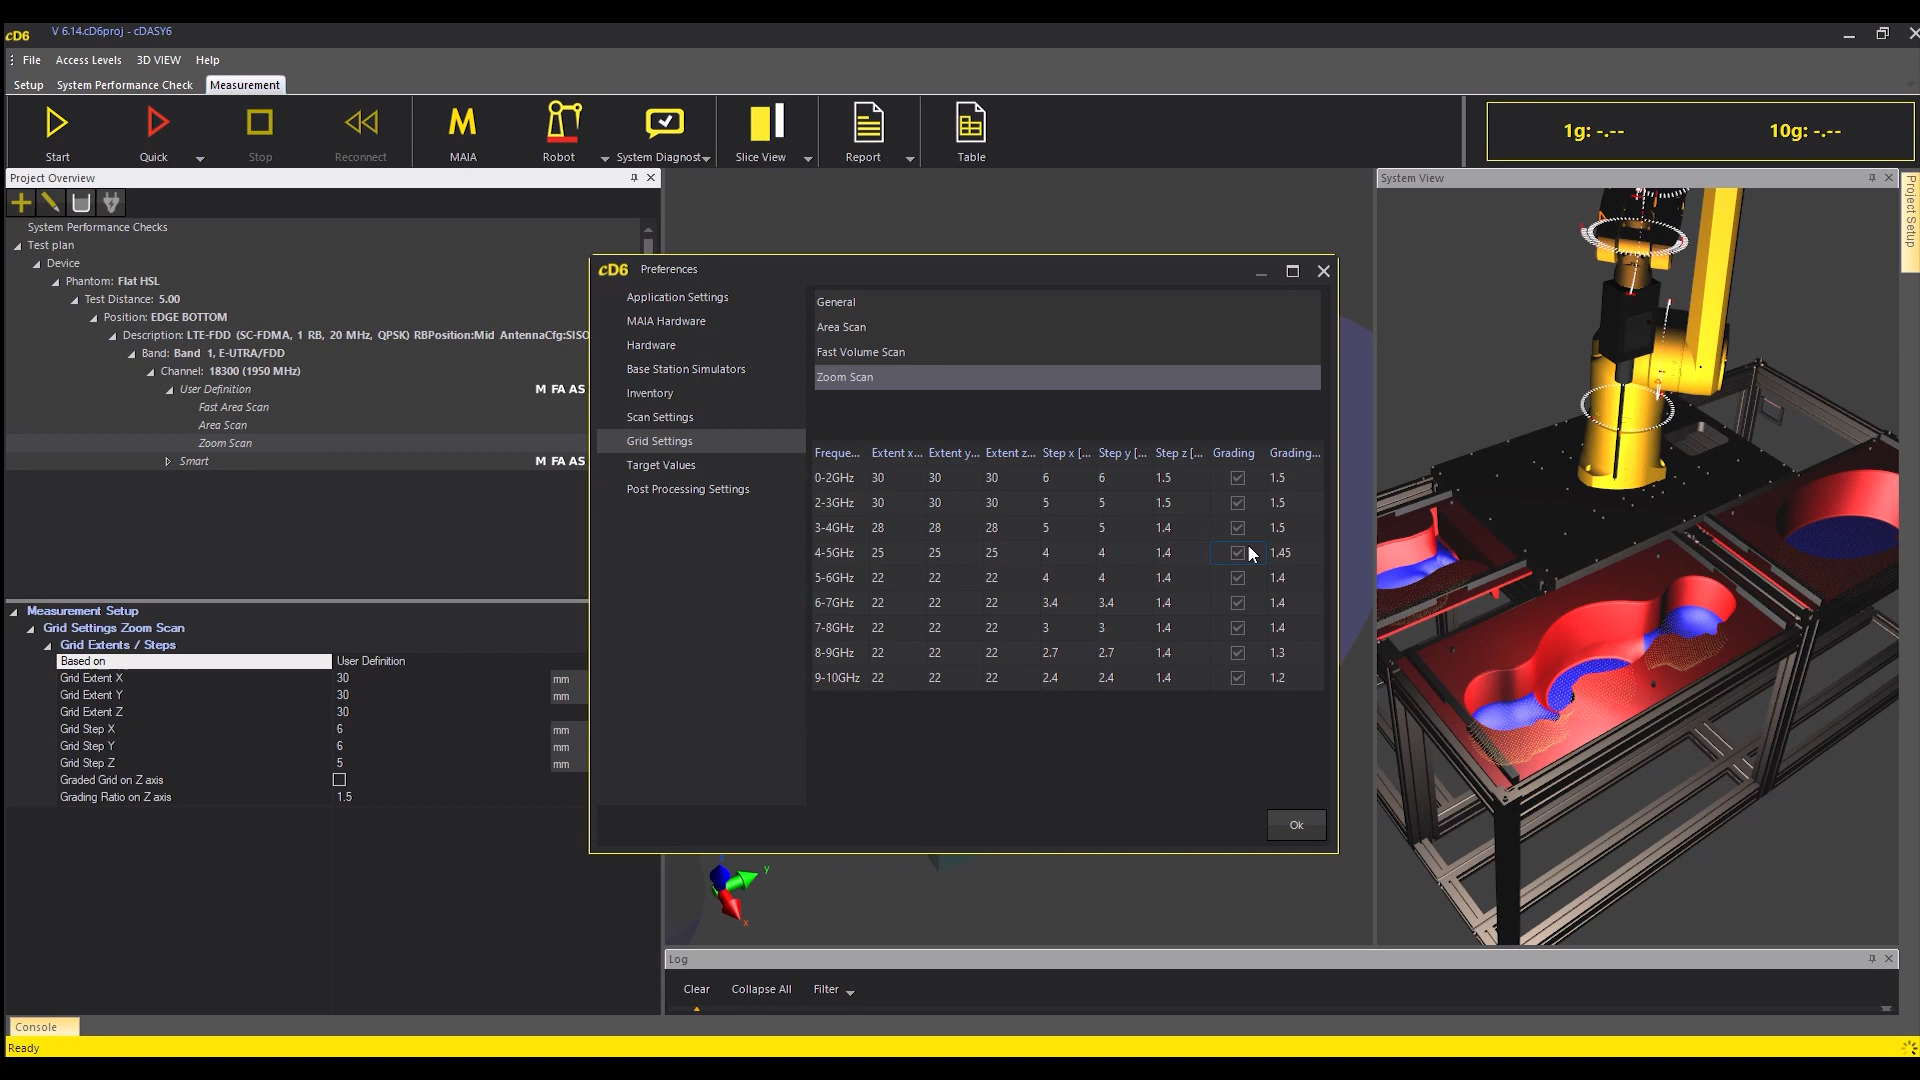 cD6 V 6.14.cD6proj - cDASY6
File Access Levels 3D VIEW Help
Setup System Performance Check Measurement
Start Quick Stop Reconnect MAIA Robot System Diagnost Slice View Report Table
M
1g: -.-- 10g: -.--
Project Overview
System Performance Checks
Test plan
Device
Phantom: Flat HSL
Test Distance: 5.00
Position: EDGE BOTTOM
Description: LTE-FDD (SC-FDMA, 1 RB, 20 MHz, QPSK) RBPosition:Mid AntennaCfg:SISO
Band: Band 1, E-UTRA/FDD
Channel: 18300 (1950 MHz)
User Definition M FA AS
Fast Area Scan
Area Scan
Zoom Scan
Smart M FA AS
Measurement Setup
Grid Settings Zoom Scan
Grid Extents / Steps
Based on User Definition
Grid Extent X 30 mm
Grid Extent Y 30 mm
Grid Extent Z 30
Grid Step X 6 mm
Grid Step Y 6 mm
Grid Step Z 5 mm
Graded Grid on Z axis
Grading Ratio on Z axis 1.5
cD6 Preferences
Application Settings
MAIA Hardware
Hardware
Base Station Simulators
Inventory
Scan Settings
Grid Settings
Target Values
Post Processing Settings
General
Area Scan
Fast Volume Scan
Zoom Scan
Freque... Extent x... Extent y... Extent z... Step x [... Step y [... Step z [... Grading Grading...
0-2GHz 30 30 30 6 6 1.5 1.5
2-3GHz 30 30 30 5 5 1.5 1.5
3-4GHz 28 28 28 5 5 1.4 1.5
4-5GHz 25 25 25 4 4 1.4 1.45
5-6GHz 22 22 22 4 4 1.4 1.4
6-7GHz 22 22 22 3.4 3.4 1.4 1.4
7-8GHz 22 22 22 3 3 1.4 1.4
8-9GHz 22 22 22 2.7 2.7 1.4 1.3
9-10GHz 22 22 22 2.4 2.4 1.4 1.2
Ok
y
x
System View
Project Setup
Log
Clear Collapse All Filter
Console
Ready